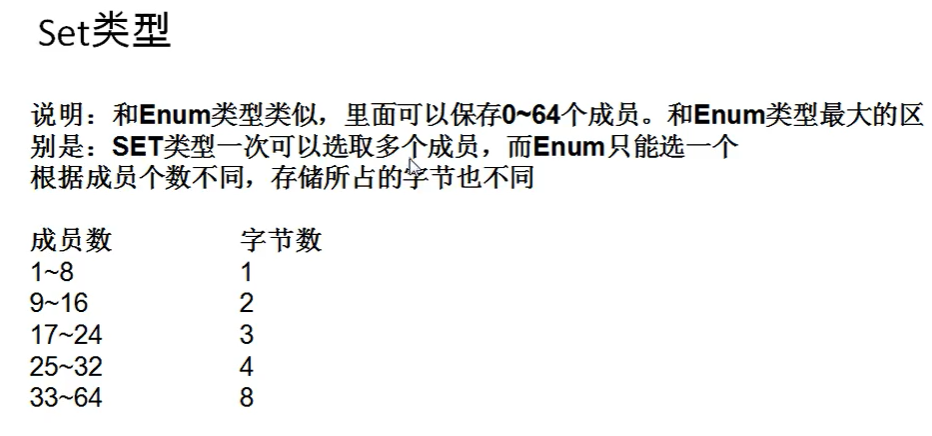 Set类型
说明：和Enum类型类似，里面可以保存0~64个成员。和Enum类型最大的区
别是：SET类型一次可以选取多个成员，而Enum只能选一个
根据成员个数不同，存储所占的字节也不同
成员数 字节数
1~8 1
9~16 2
17~24 3
25~32 4
33~64 8